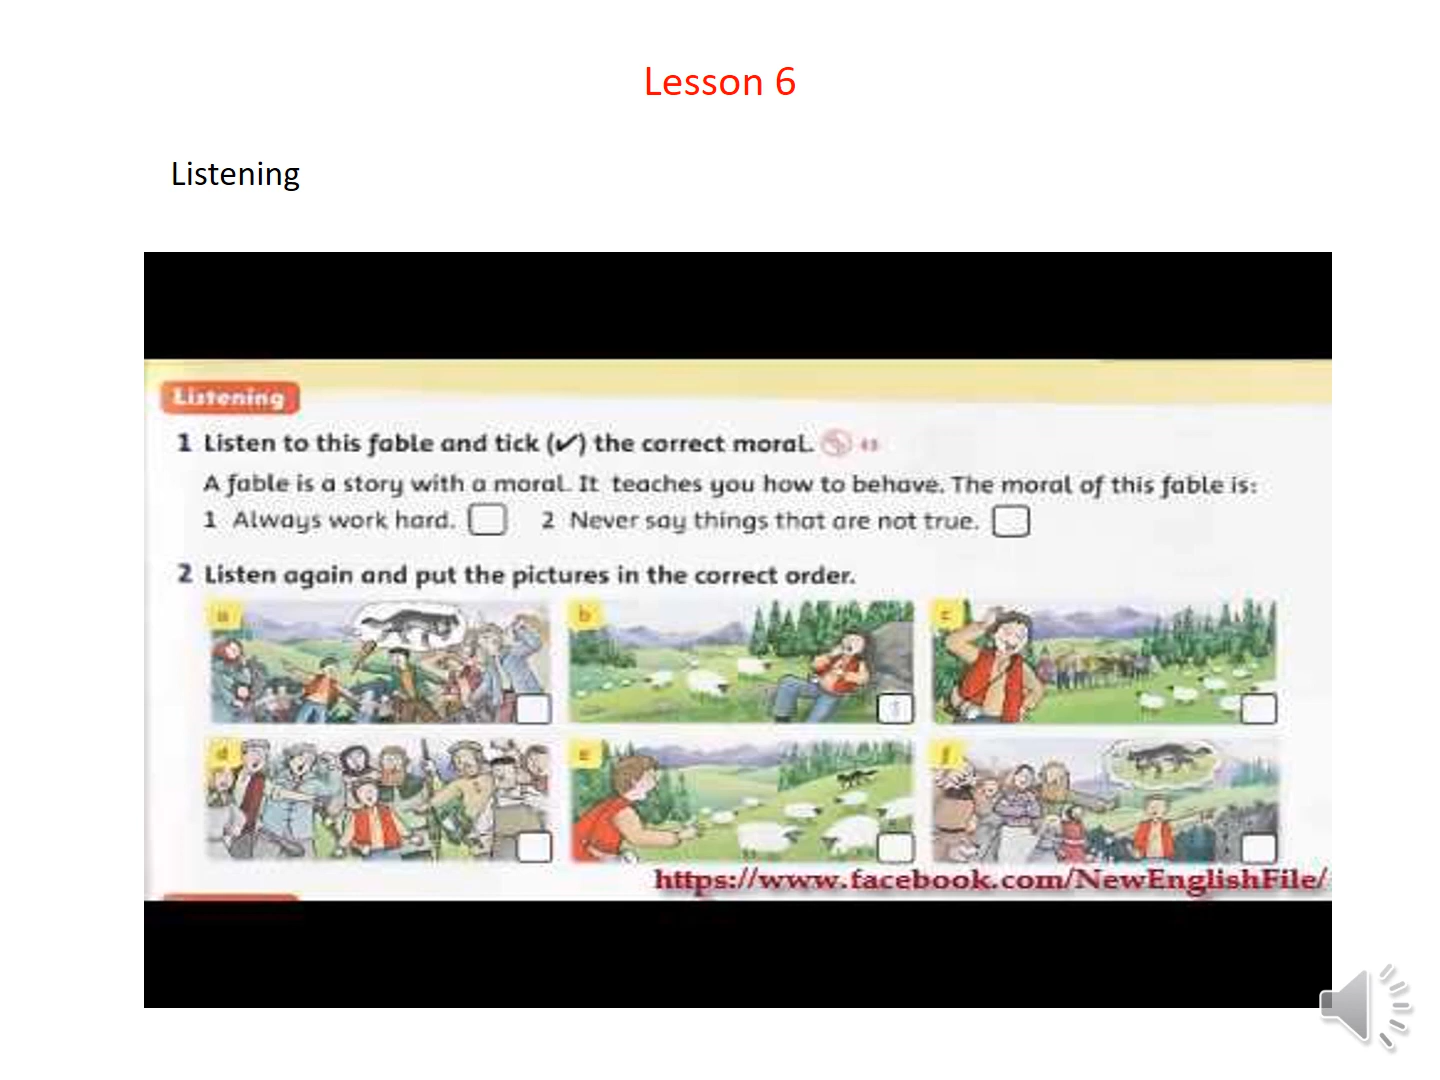 Lesson 6
Listening
Listening
1 Listen to this fable and tick (✔) the correct moral.
A fable is a story with a moral. It teaches you how to behave. The moral of this fable is:
1 Always work hard. 2 Never say things that are not true.
2 Listen again and put the pictures in the correct order.
a b c
1
d e f
https://www.facebook.com/NewEnglishFile/